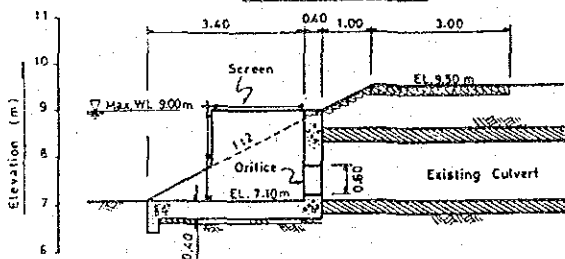 3.40 0.40 1.00 3.00
11
10
9
8
7
6
Elevation (m)
Screen
El. 9.50 m
Max. WL 9.00m
1:2
Orifice
0.60
Existing Culvert
EL. 7.10 m
0.40